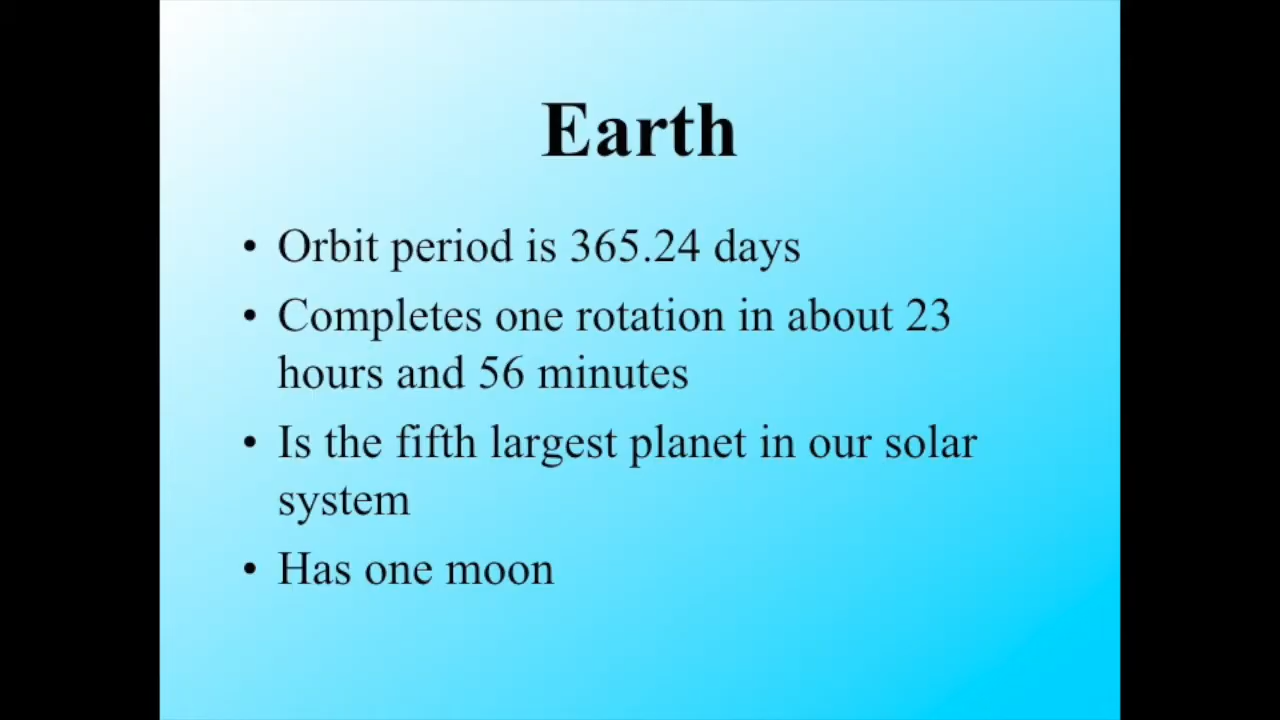 Earth
• Orbit period is 365.24 days
• Completes one rotation in about 23
hours and 56 minutes
• Is the fifth largest planet in our solar
system
• Has one moon